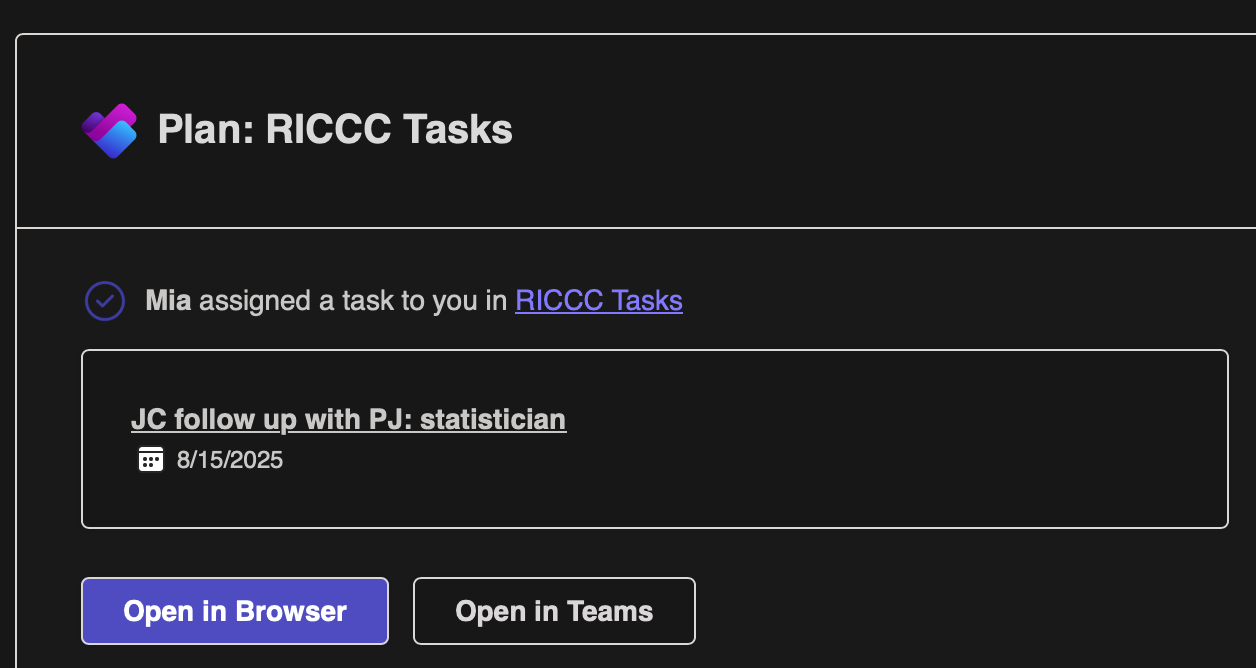 Plan: RICCC Tasks
Mia assigned a task to you in RICCC Tasks
JC follow up with PJ: statistician
8/15/2025
Open in Browser
Open in Teams